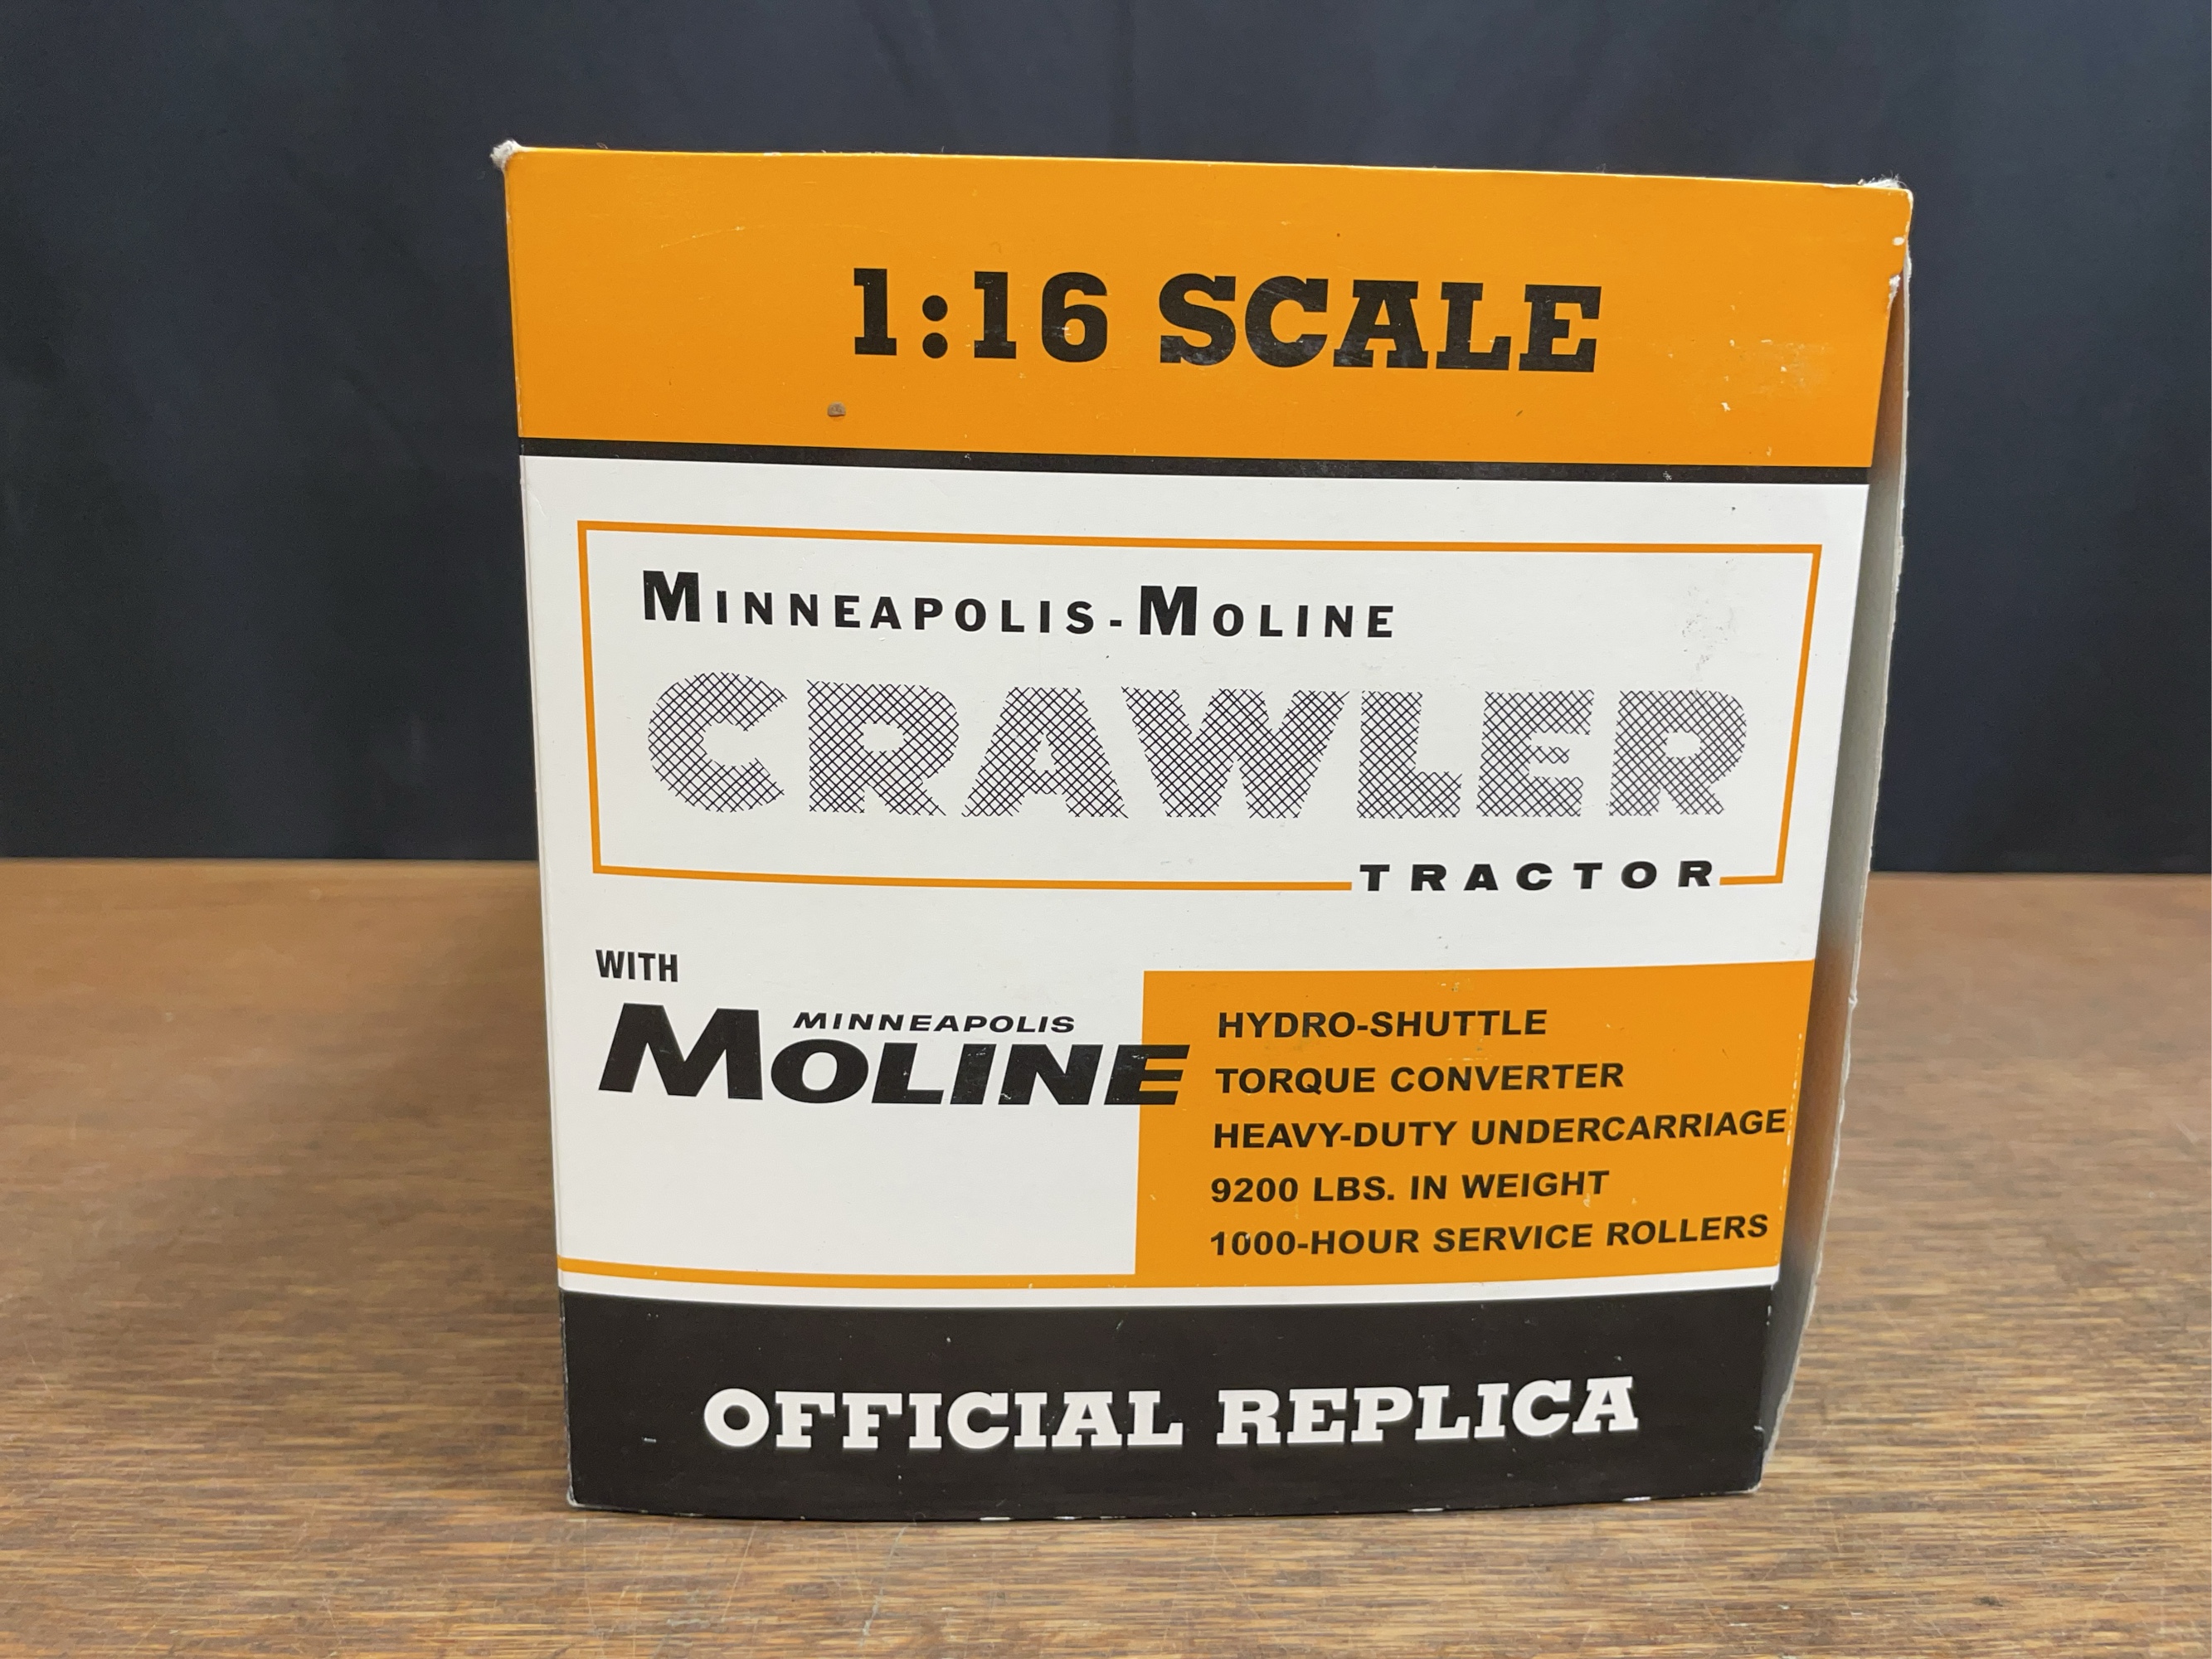 1:16 SCALE
MINNEAPOLIS-MOLINE
CRAWLER
TRACTOR
WITH
MINNEAPOLIS
MOLINE
HYDRO-SHUTTLE
TORQUE CONVERTER
HEAVY-DUTY UNDERCARRIAGE
9200 LBS. IN WEIGHT
1000-HOUR SERVICE ROLLERS
OFFICIAL REPLICA